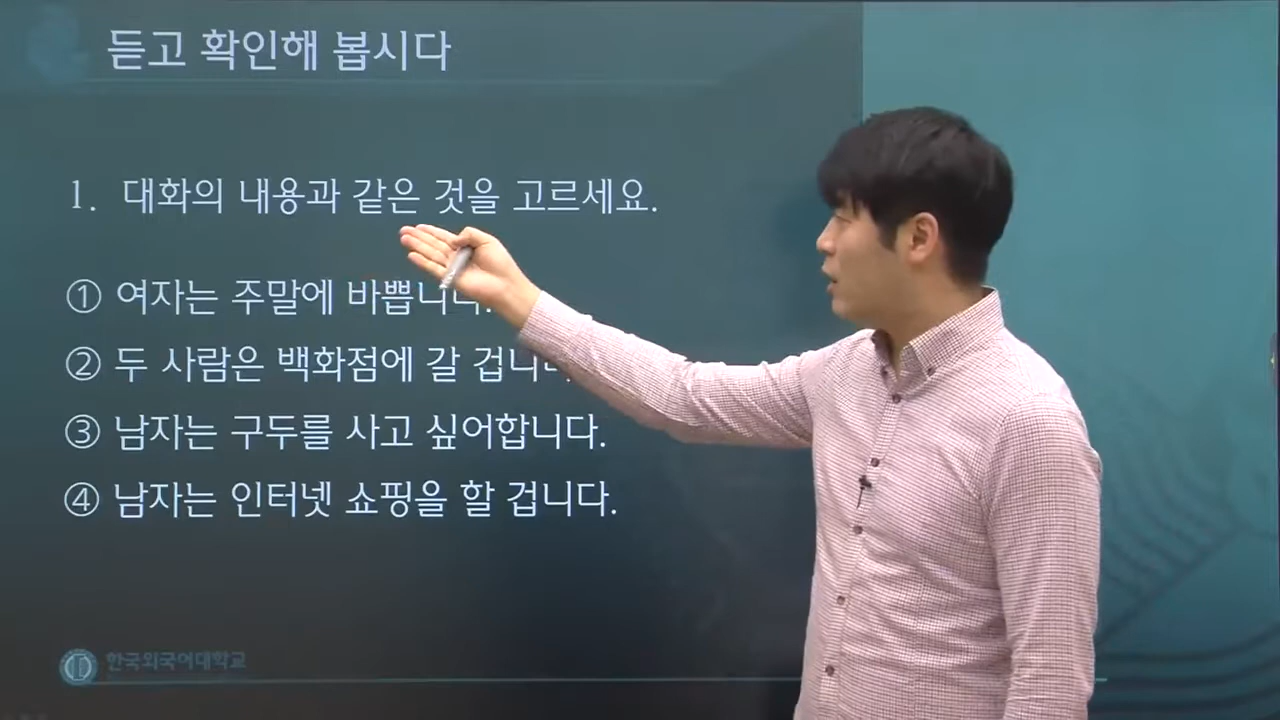 듣고 확인해 봅시다
1. 대화의 내용과 같은 것을 고르세요.
① 여자는 주말에 바쁩니다.
② 두 사람은 백화점에 갈 겁니
③ 남자는 구두를 사고 싶어합니다.
④ 남자는 인터넷 쇼핑을 할 겁니다.
한국외국어대학교